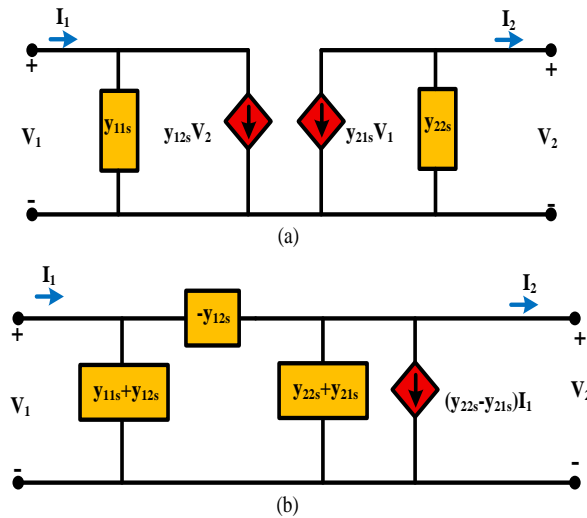 I₁ I₂
+ +
V₁ y₁₁ₛ y₁₂ₛV₂ y₂₁ₛV₁ y₂₂ₛ V₂
- -
(a)
I₁ I₂
-y₁₂ₛ
+ +
V₁ y₁₁ₛ+y₁₂ₛ y₂₂ₛ+y₂₁ₛ (y₂₂ₛ-y₂₁ₛ)I₁ V₂
- -
(b)